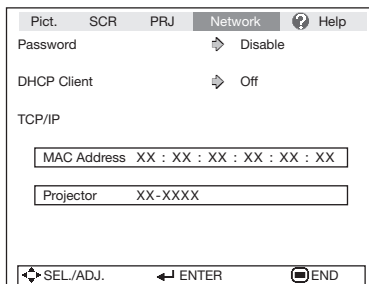 Pict. SCR PRJ Network ? Help
Password Disable
DHCP Client Off
TCP/IP
MAC Address XX : XX : XX : XX : XX : XX
Projector XX-XXXX
SEL./ADJ. ENTER END